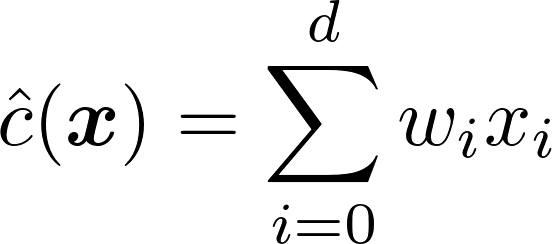 ĉ(𝒙) = ∑_{i=0}^{d} w_i x_i